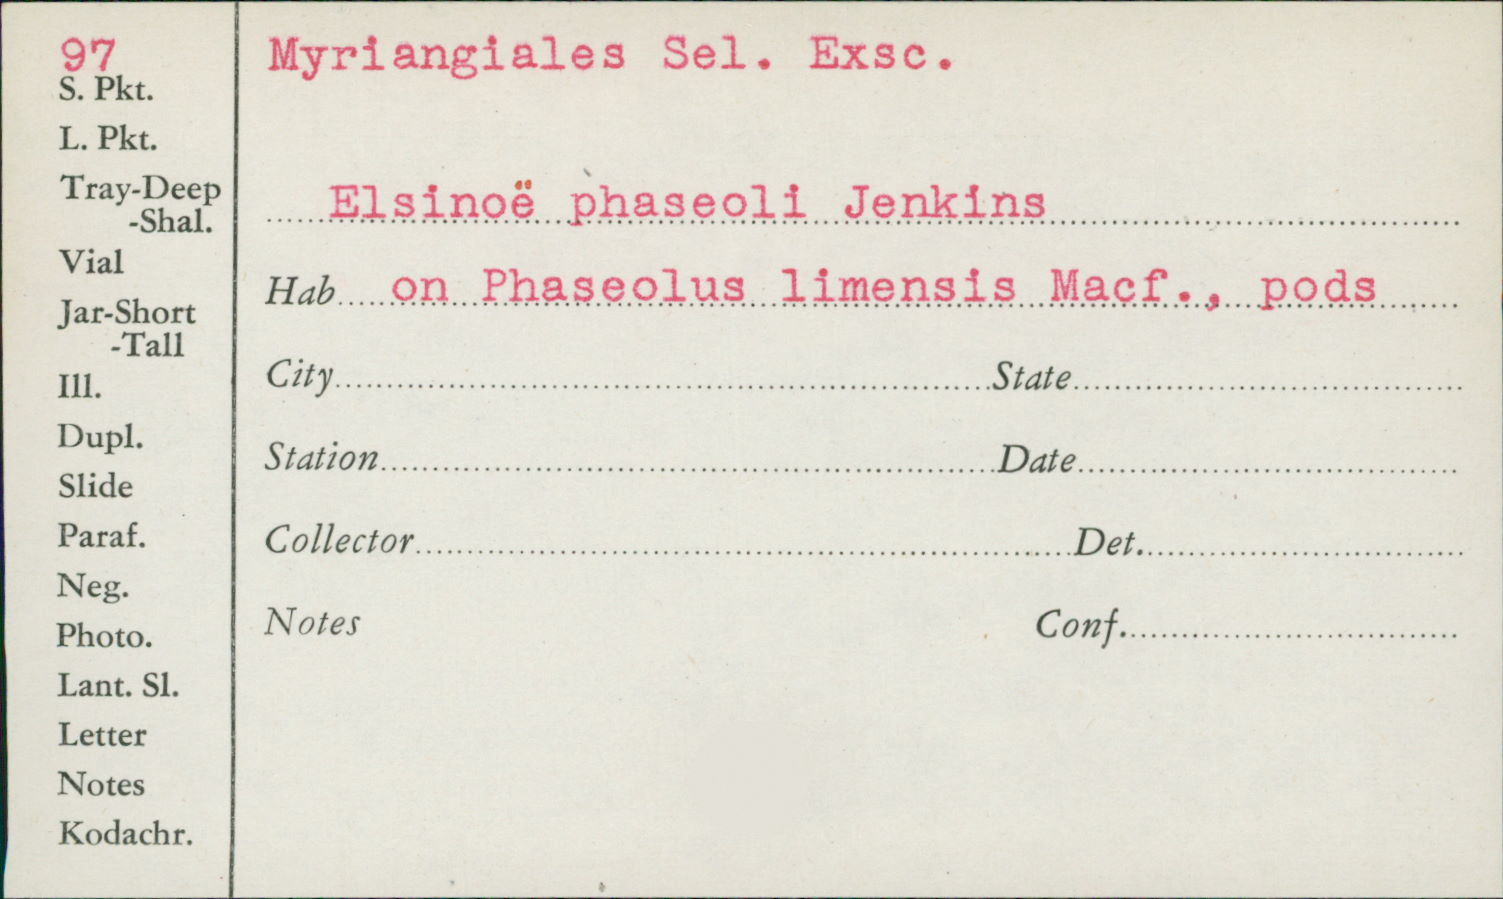 97
S. Pkt.
L. Pkt.
Tray-Deep
-Shal.
Vial
Jar-Short
-Tall
Ill.
Dupl.
Slide
Paraf.
Neg.
Photo.
Lant. Sl.
Letter
Notes
Kodachr.
Myriangiales Sel. Exsc.
Elsinoë phaseoli Jenkins
Hab on Phaseolus limensis Macf., pods
City State
Station Date
Collector Det.
Notes Conf.